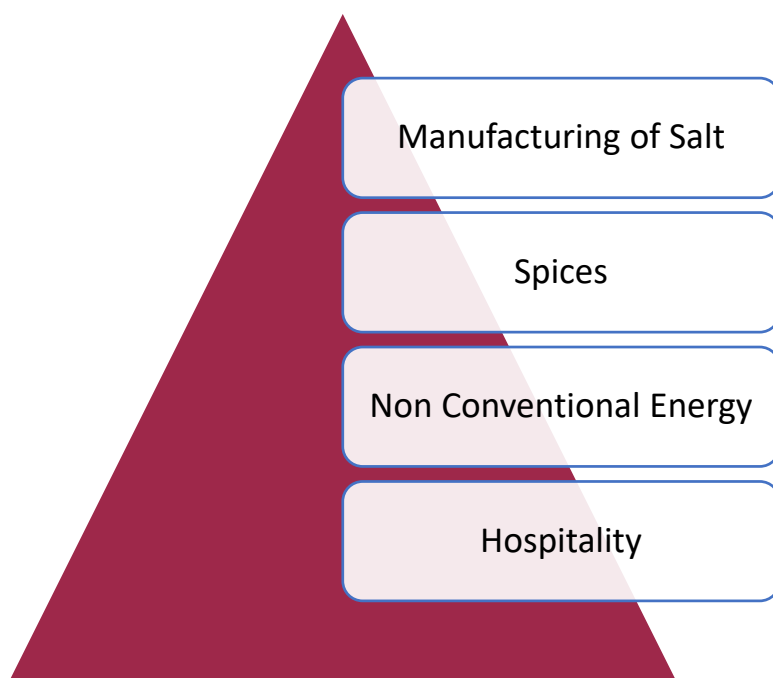 Manufacturing of Salt
Spices
Non Conventional Energy
Hospitality